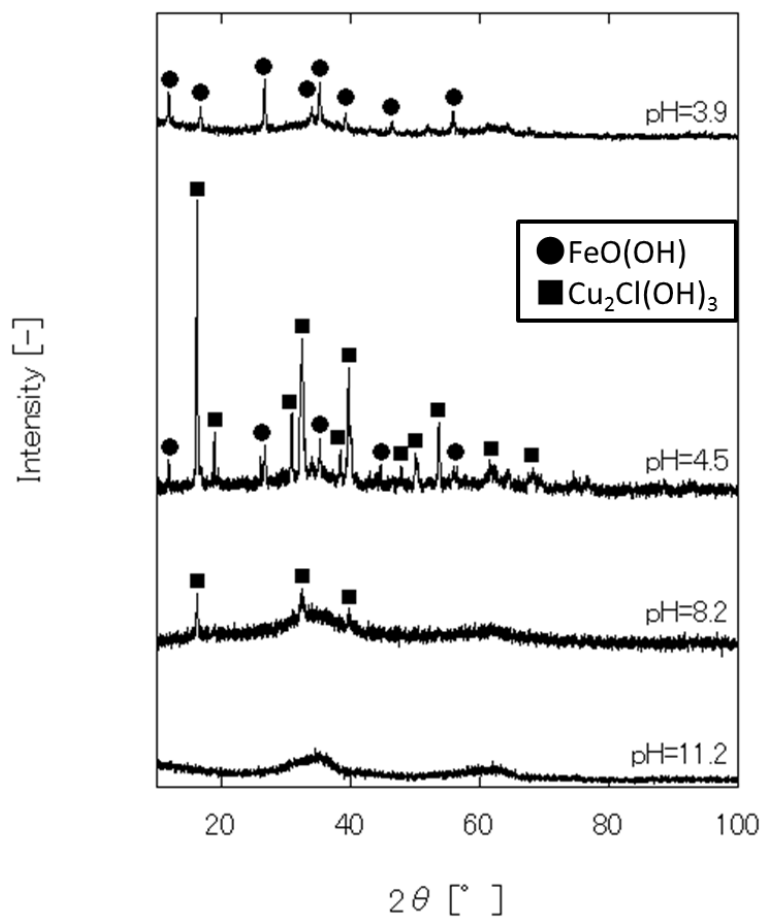 pH=3.9
● FeO(OH)
■ Cu₂Cl(OH)₃
pH=4.5
Intensity [-]
pH=8.2
pH=11.2
20 40 60 80 100
2θ [°]